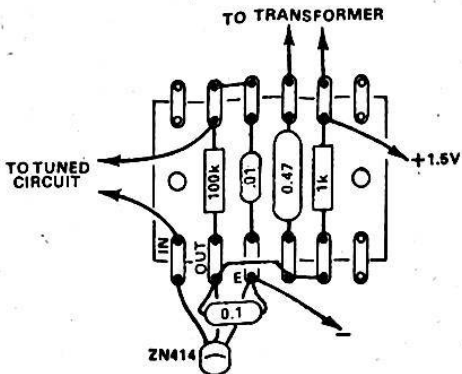 TO TRANSFORMER
TO TUNED
CIRCUIT
100k
.01
0.47
1k
+1.5V
IN
OUT
E
0.1
−
ZN414